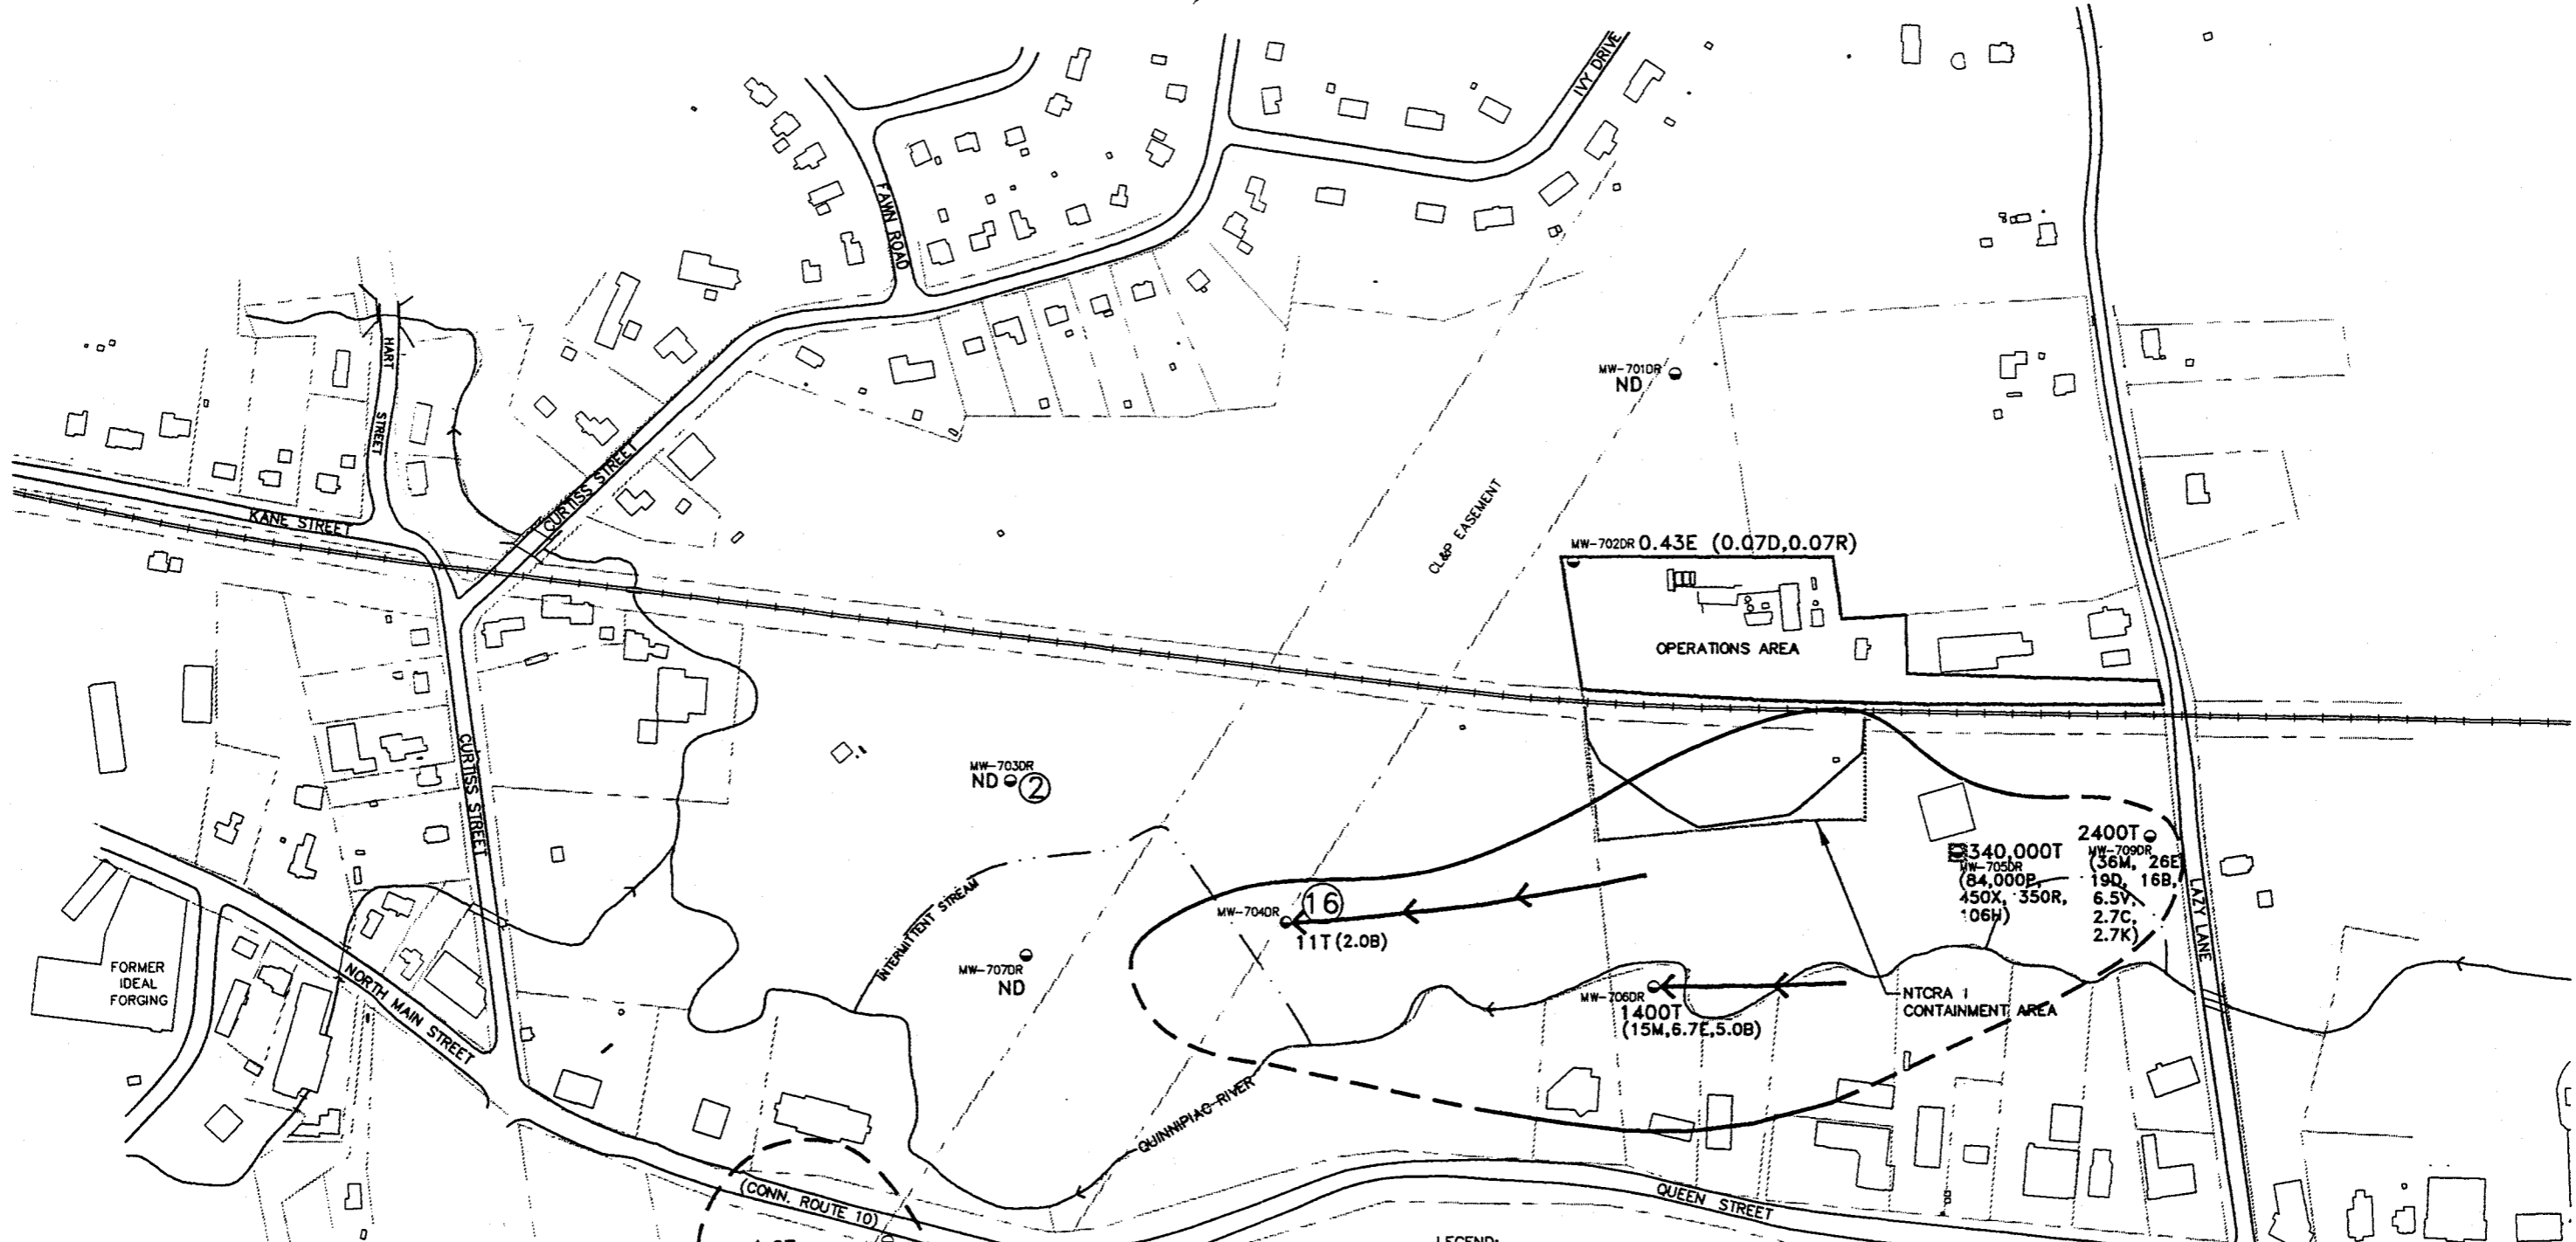 IVY DRIVE
FAWN ROAD
HART
STREET
KANE STREET
CURTISS STREET
MW-701DR
ND
CL&P EASEMENT
MW-702DR 0.43E (0.07D,0.07R)
OPERATIONS AREA
MW-703DR
ND
2
CURTISS STREET
INTERMITTENT STREAM
MW-704DR
16
11T (2.0B)
MW-707DR
ND
340,000T
MW-705DR
(84,000P,
450X, 350R,
106H)
2400T
MW-709DR
(36M, 26E
19D, 16B,
6.5V,
2.7C,
2.7K)
LAZY LANE
MW-706DR
1400T
(15M,6.7E,5.0B)
NTCRA 1
CONTAINMENT AREA
FORMER
IDEAL
FORGING
NORTH MAIN STREET
QUINNIPIAC RIVER
(CONN. ROUTE 10)
QUEEN STREET
LEGEND: